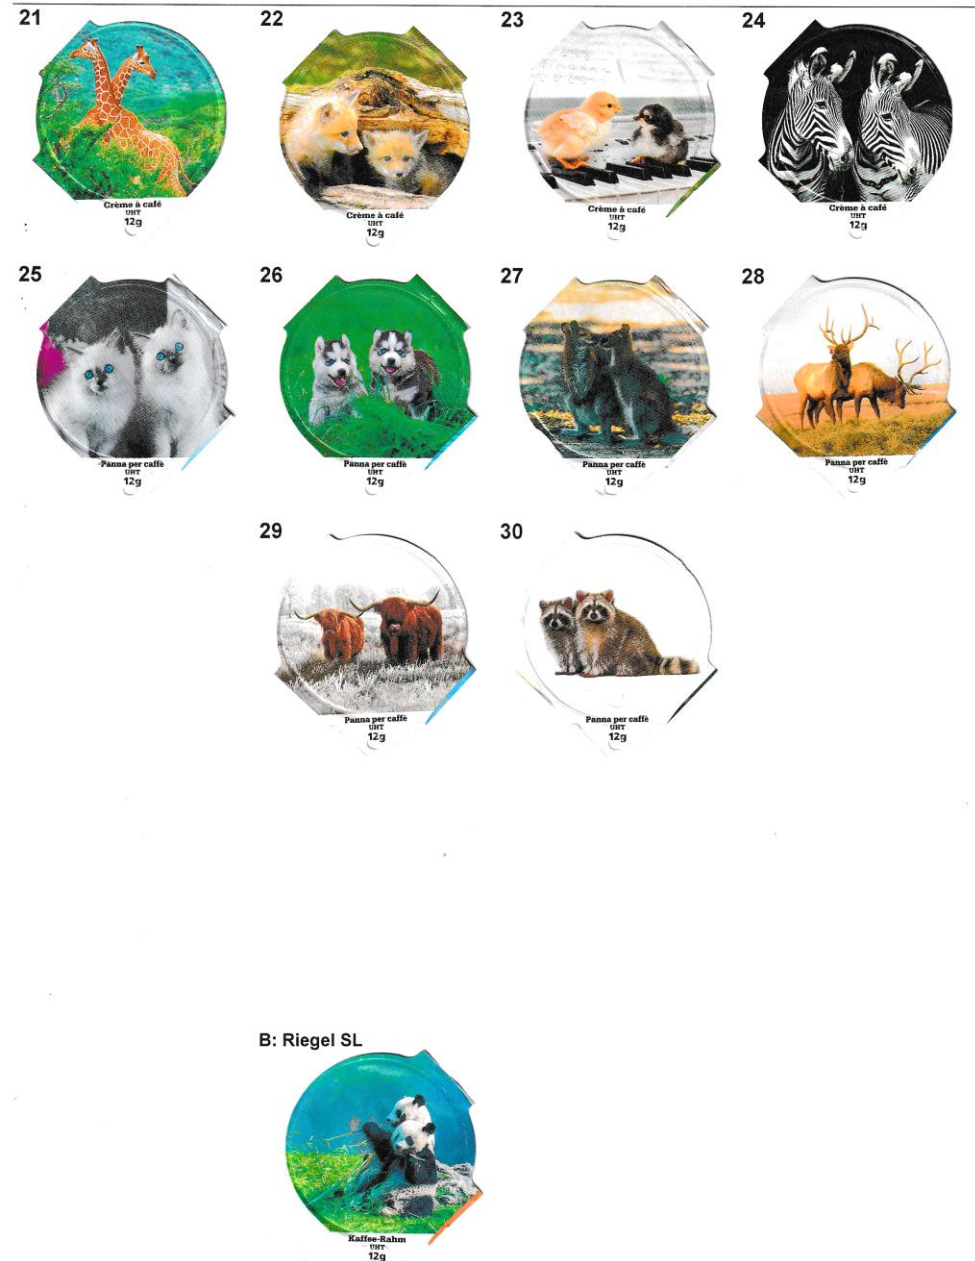 21
Crème à café
UHT
12g
22
Crème à café
UHT
12g
23
Crème à café
UHT
12g
24
Crème à café
UHT
12g
25
Panna per caffè
UHT
12g
26
Panna per caffè
UHT
12g
27
Panna per caffè
UHT
12g
28
Panna per caffè
UHT
12g
29
Panna per caffè
UHT
12g
30
Panna per caffè
UHT
12g
B: Riegel SL
Kaffee-Rahm
UHT
12g